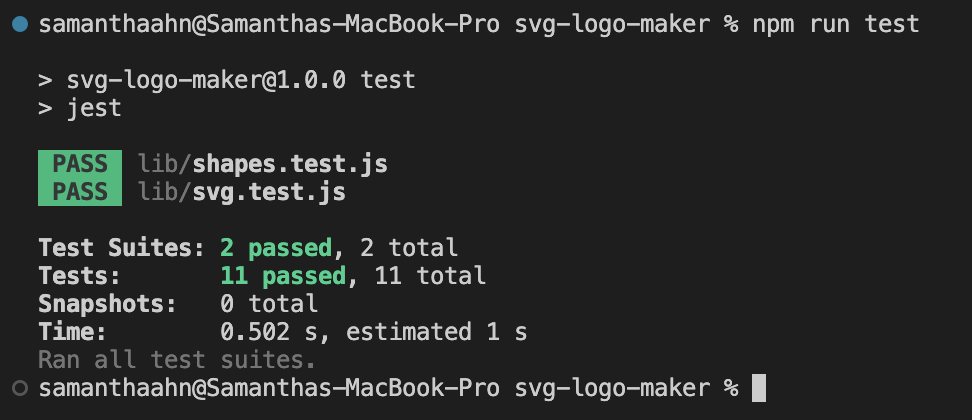 samanthaahn@Samanthas-MacBook-Pro svg-logo-maker % npm run test
> svg-logo-maker@1.0.0 test
> jest
PASS lib/shapes.test.js
PASS lib/svg.test.js
Test Suites: 2 passed, 2 total
Tests: 11 passed, 11 total
Snapshots: 0 total
Time: 0.502 s, estimated 1 s
Ran all test suites.
samanthaahn@Samanthas-MacBook-Pro svg-logo-maker %